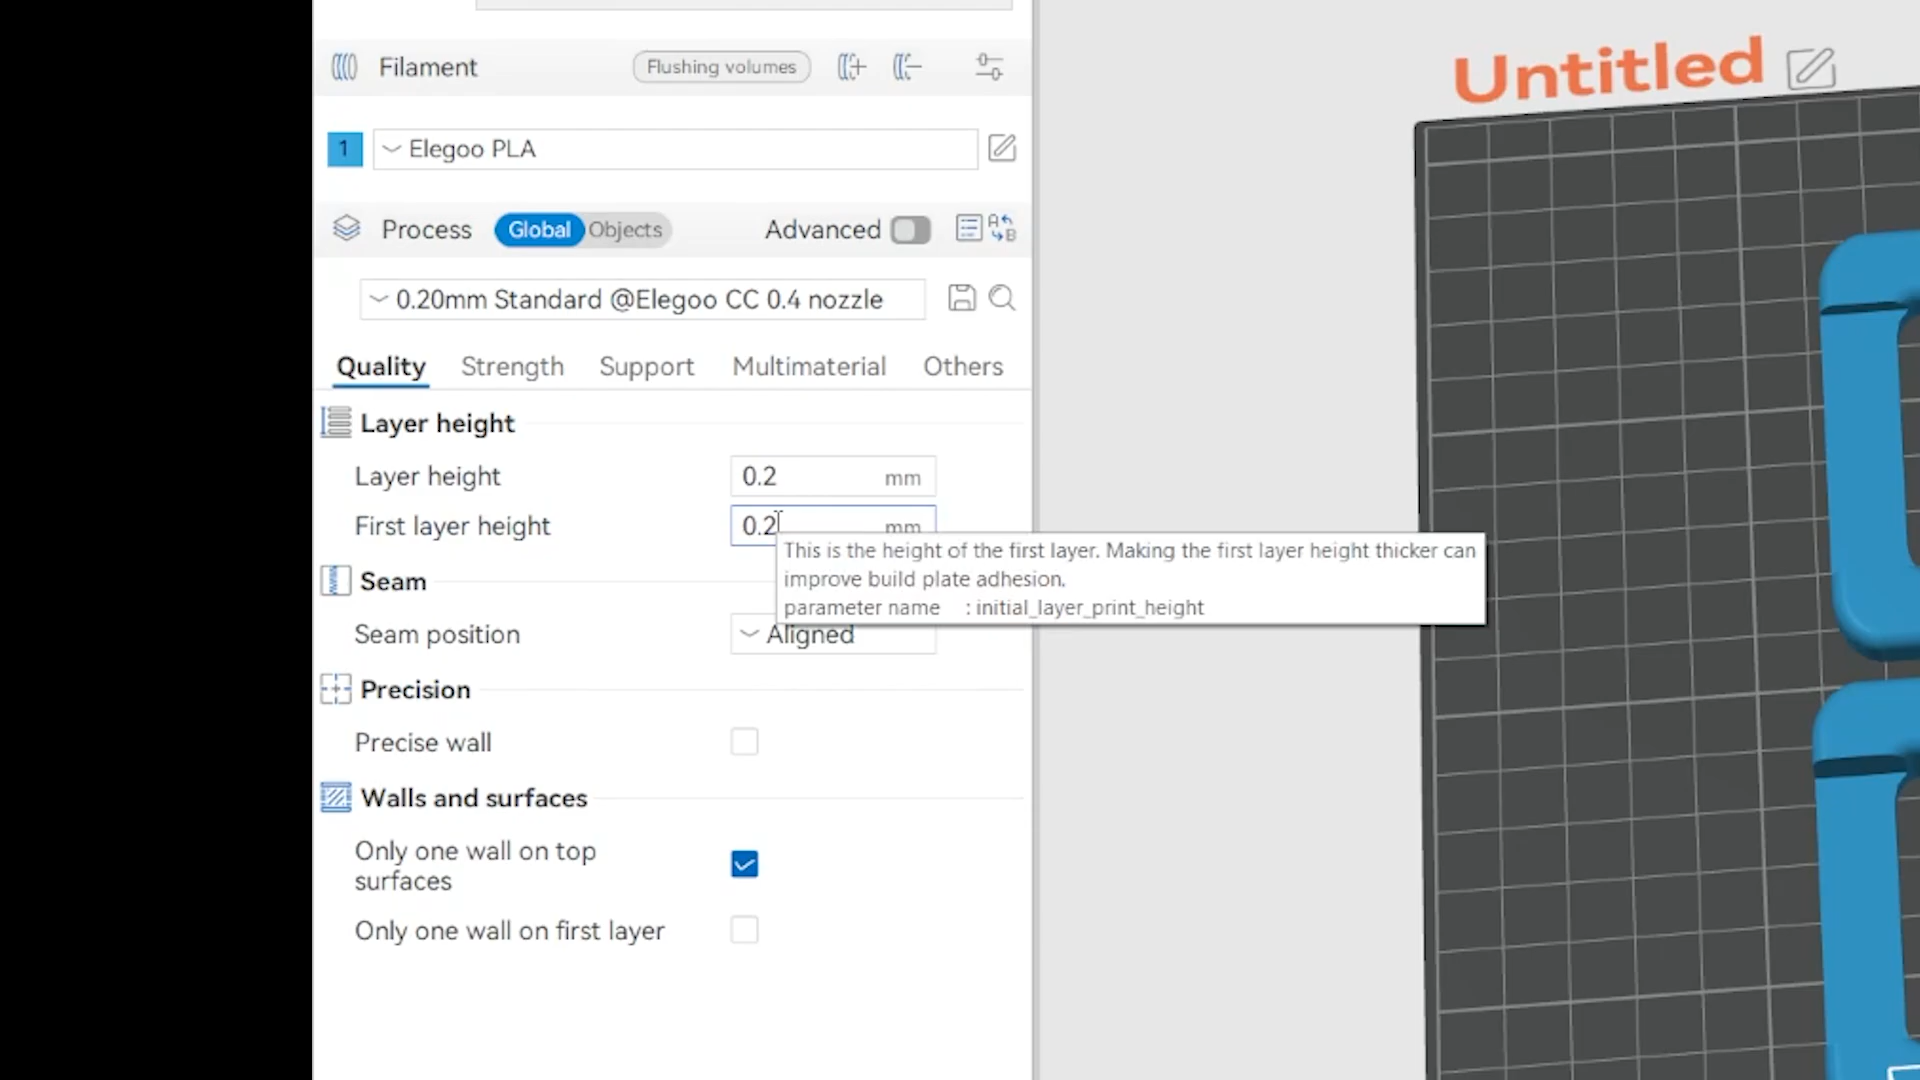 Untitled
Filament
Flushing volumes
1
Elegoo PLA
Process
Global
Objects
Advanced
A
B
0.20mm Standard @Elegoo CC 0.4 nozzle
Quality
Strength
Support
Multimaterial
Others
Layer height
Layer height
0.2
mm
First layer height
0.2
mm
This is the height of the first layer. Making the first layer height thicker can
improve build plate adhesion.
parameter name : initial_layer_print_height
Seam
Seam position
Aligned
Precision
Precise wall
Walls and surfaces
Only one wall on top
surfaces
Only one wall on first layer